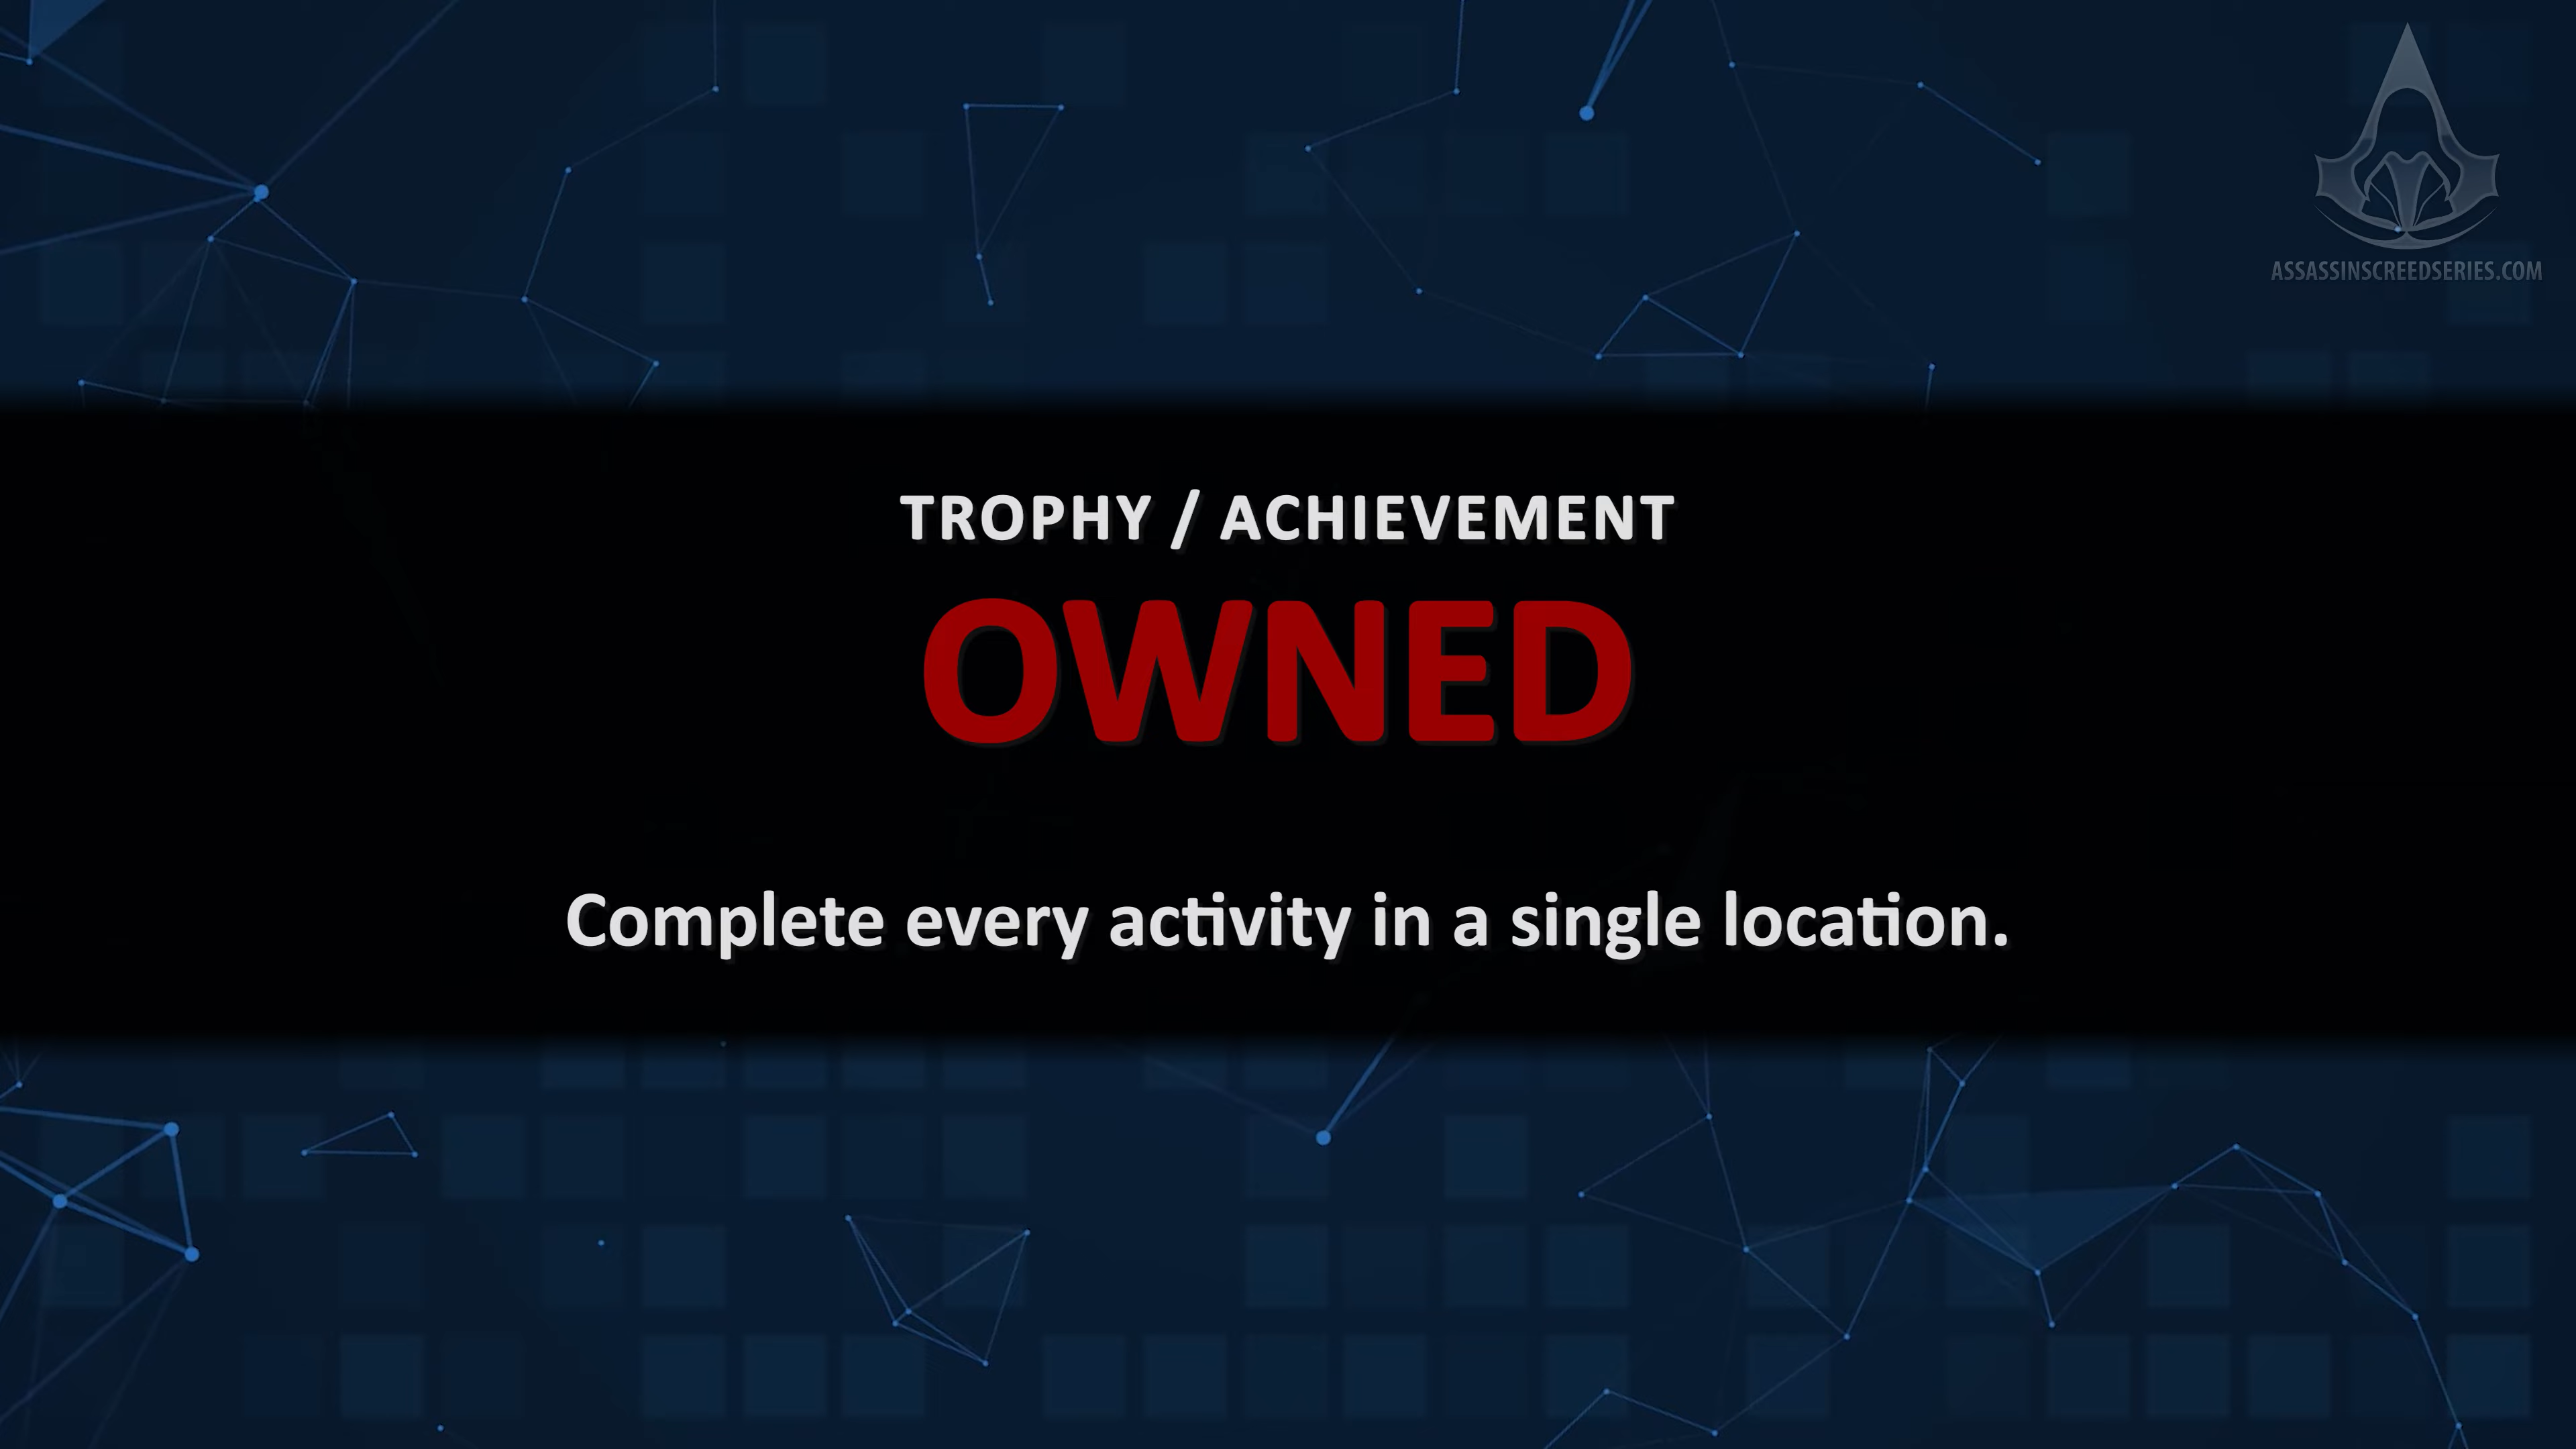 ASSASSINSCREEDSERIES.COM
TROPHY / ACHIEVEMENT
OWNED
Complete every activity in a single location.